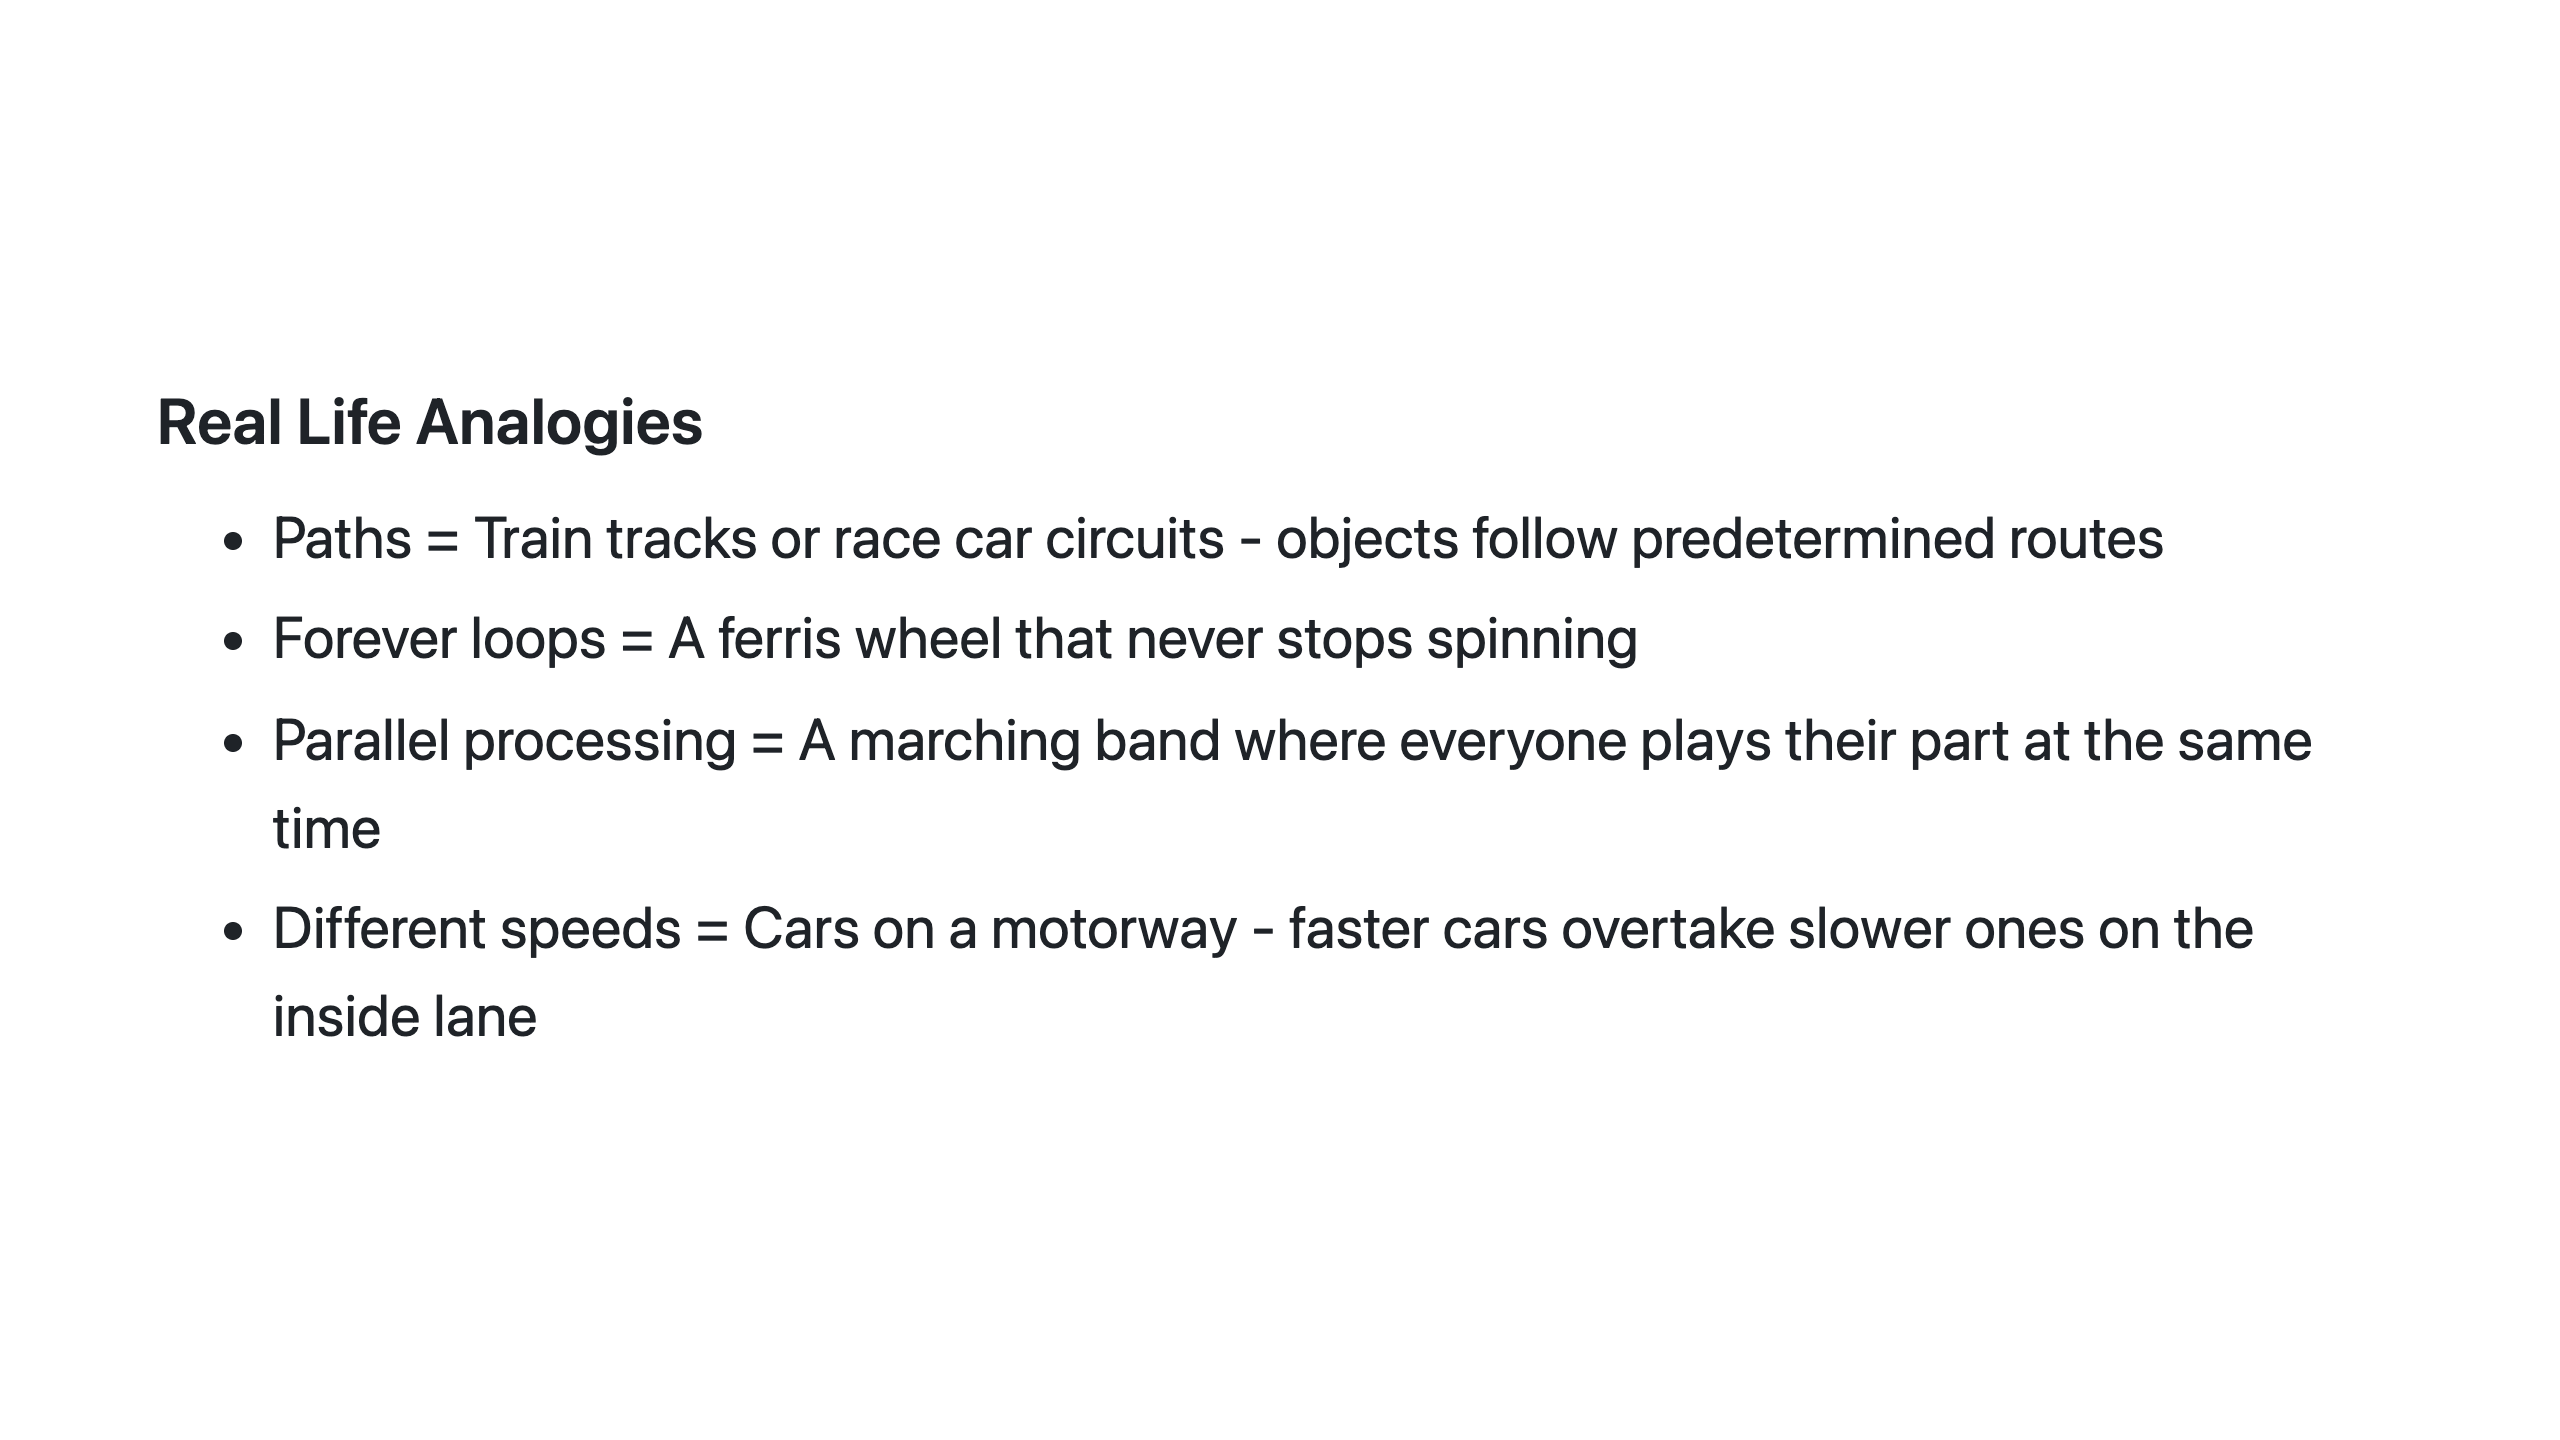 Real Life Analogies
• Paths = Train tracks or race car circuits - objects follow predetermined routes
• Forever loops = A ferris wheel that never stops spinning
• Parallel processing = A marching band where everyone plays their part at the same
time
• Different speeds = Cars on a motorway - faster cars overtake slower ones on the
inside lane